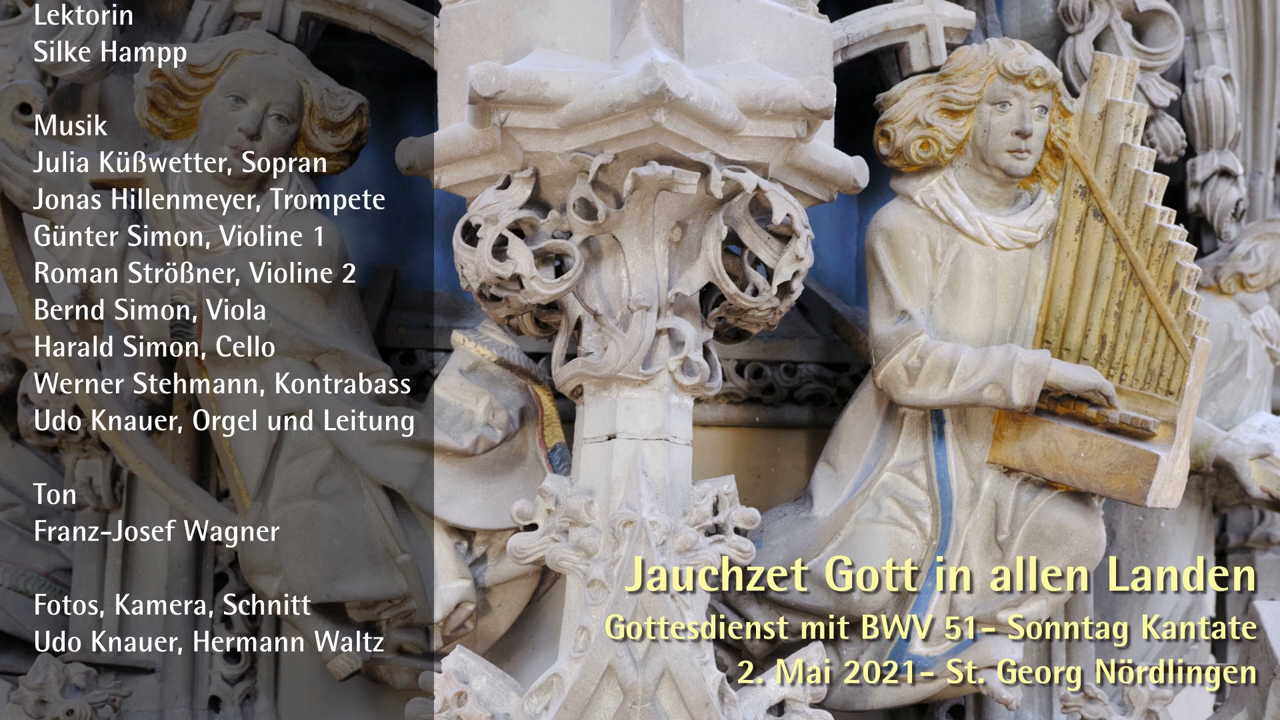 Lektorin
Silke Hampp
Musik
Julia Küßwetter, Sopran
Jonas Hillenmeyer, Trompete
Günter Simon, Violine 1
Roman Strößner, Violine 2
Bernd Simon, Viola
Harald Simon, Cello
Werner Stehmann, Kontrabass
Udo Knauer, Orgel und Leitung
Ton
Franz-Josef Wagner
Fotos, Kamera, Schnitt
Udo Knauer, Hermann Waltz
Jauchzet Gott in allen Landen
Gottesdienst mit BWV 51- Sonntag Kantate
2. Mai 2021- St. Georg Nördlingen